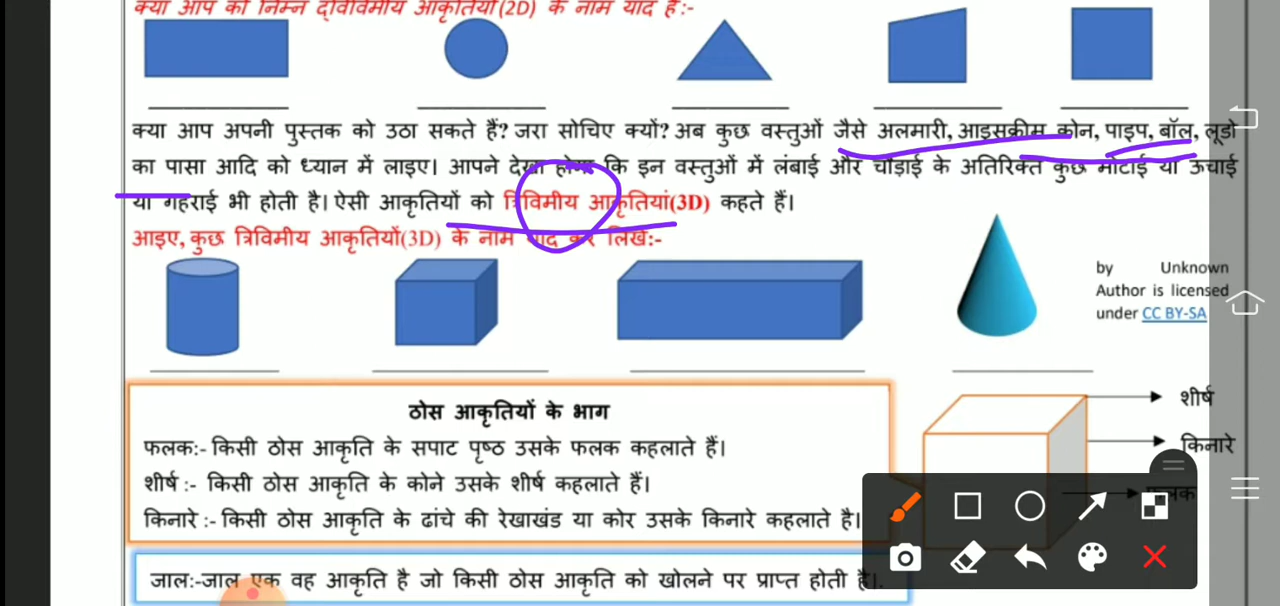 क्या आप को निम्न द्विविमीय आकृतियों(2D) के नाम याद हैं:-
क्या आप अपनी पुस्तक को उठा सकते हैं? जरा सोचिए क्यों? अब कुछ वस्तुओं जैसे अलमारी, आइसक्रीम कोन, पाइप, बॉल, लूडो
का पासा आदि को ध्यान में लाइए। आपने देखा होगा कि इन वस्तुओं में लंबाई और चौड़ाई के अतिरिक्त कुछ मोटाई या ऊंचाई
या गहराई भी होती है। ऐसी आकृतियों को त्रिविमीय आकृतियां(3D) कहते हैं।
आइए, कुछ त्रिविमीय आकृतियों(3D) के नाम याद कर लिखें:-
by Unknown
Author is licensed
under CC BY-SA
ठोस आकृतियों के भाग
फलक:- किसी ठोस आकृति के सपाट पृष्ठ उसके फलक कहलाते हैं।
शीर्ष :- किसी ठोस आकृति के कोने उसके शीर्ष कहलाते हैं।
किनारे :- किसी ठोस आकृति के ढांचे की रेखाखंड या कोर उसके किनारे कहलाते है।
शीर्ष
किनारे
जाल:-जाल एक वह आकृति है जो किसी ठोस आकृति को खोलने पर प्राप्त होती है।.